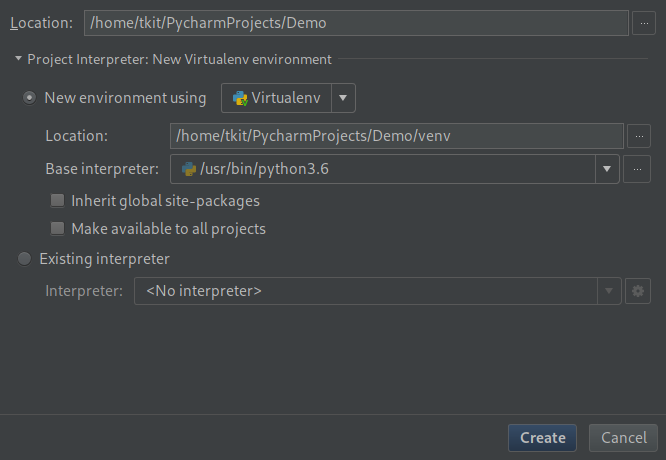 Location: /home/tkit/PycharmProjects/Demo ...
Project Interpreter: New Virtualenv environment
New environment using Virtualenv
Location: /home/tkit/PycharmProjects/Demo/venv ...
Base interpreter: /usr/bin/python3.6 ...
Inherit global site-packages
Make available to all projects
Existing interpreter
Interpreter: <No interpreter>
Create Cancel